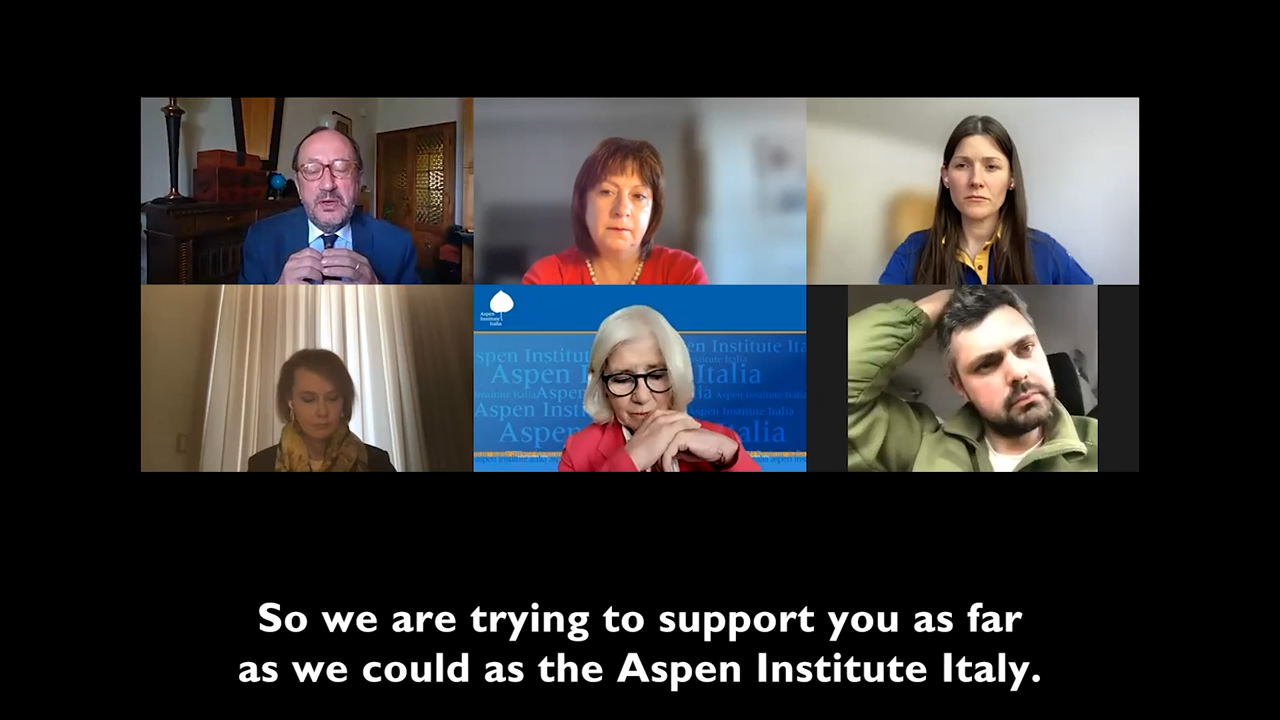 Aspen
Institute
Italia
Aspen Institute Italia
Aspen Institute Italia
So we are trying to support you as far
as we could as the Aspen Institute Italy.